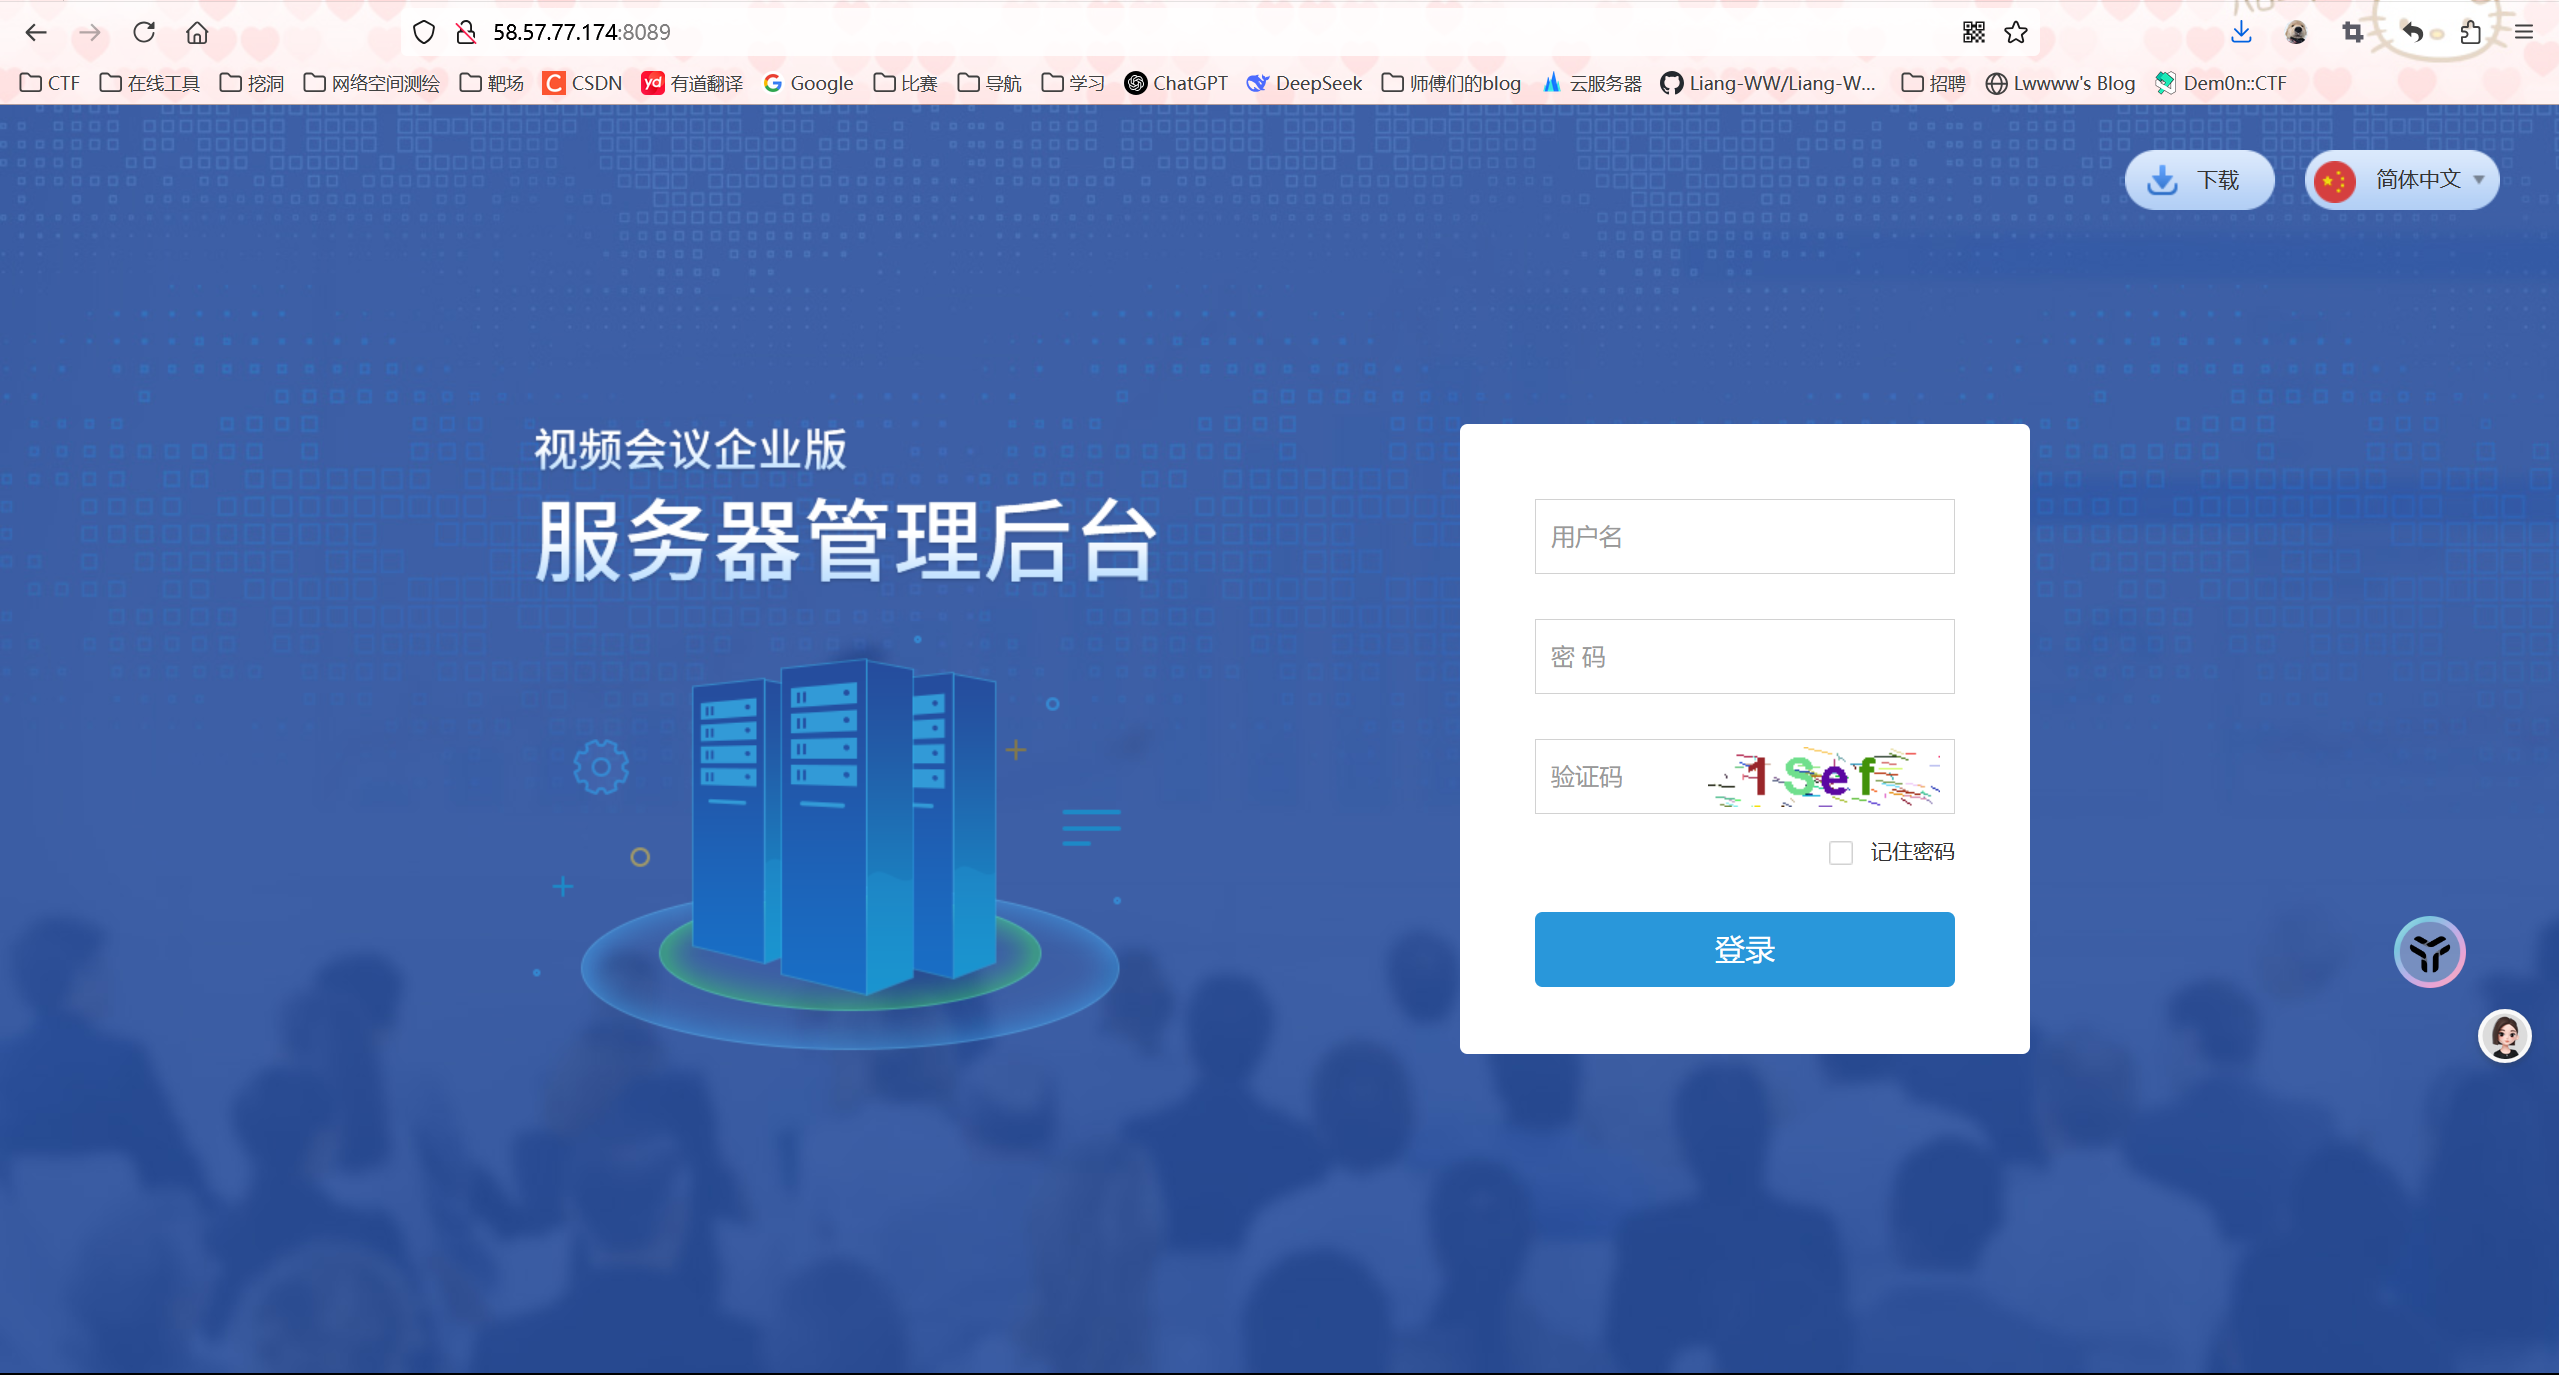 58.57.77.174:8089
CTF 在线工具 挖洞 网络空间测绘 靶场 CSDN 有道翻译 Google 比赛 导航 学习 ChatGPT DeepSeek 师傅们的blog 云服务器 Liang-WW/Liang-W... 招聘 Lwwww's Blog Dem0n::CTF
下载 简体中文
视频会议企业版
服务器管理后台
用户名
密 码
验证码 1Sef
记住密码
登录